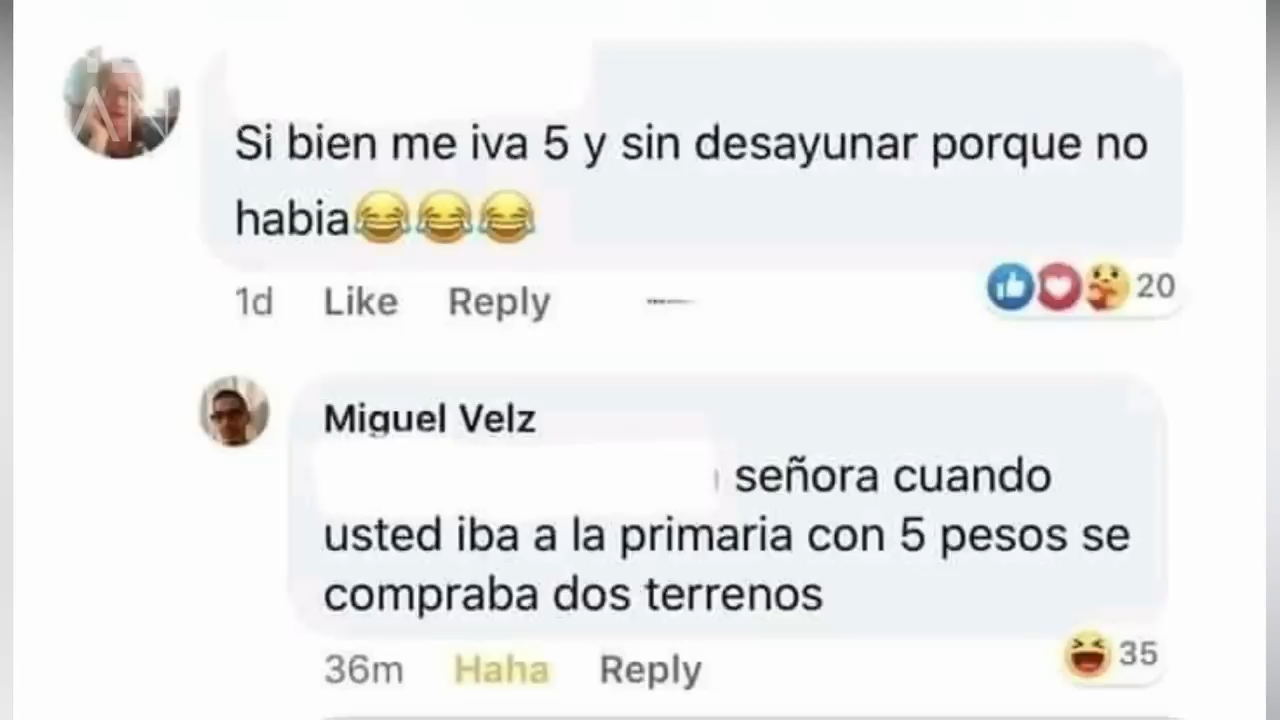 Si bien me iva 5 y sin desayunar porque no
habia😂😂😂
1d Like Reply
20
Miguel Velz
señora cuando
usted iba a la primaria con 5 pesos se
compraba dos terrenos
36m Haha Reply
35